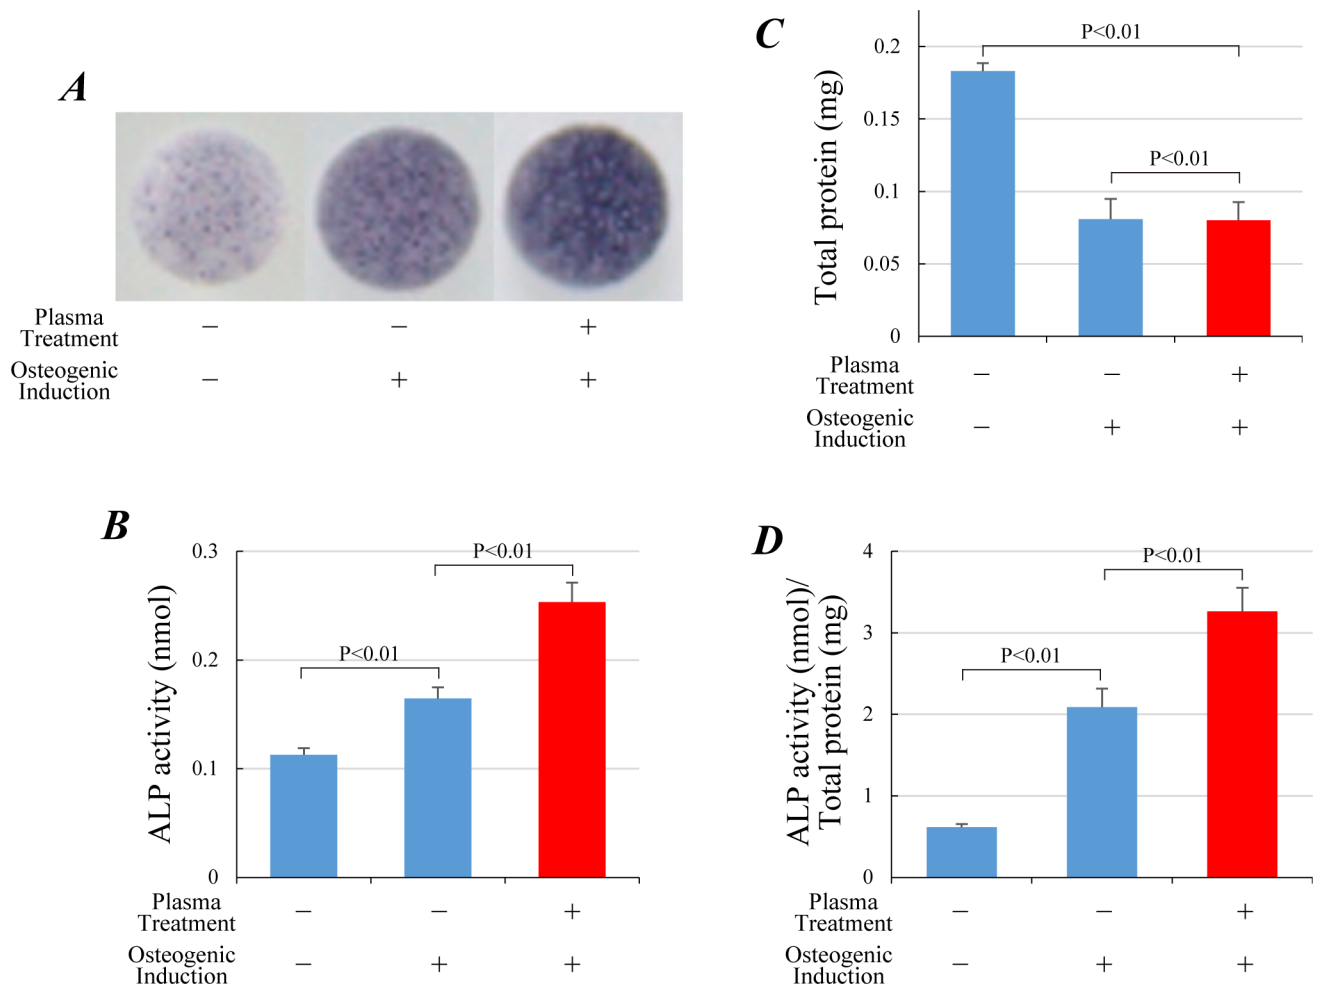 A
Plasma
Treatment
− − +
Osteogenic
Induction
− + +
B
ALP activity (nmol)
0.3
0.2
0.1
0
P<0.01
P<0.01
Plasma
Treatment
− − +
Osteogenic
Induction
− + +
C
Total protein (mg)
0.2
0.15
0.1
0.05
0
P<0.01
P<0.01
Plasma
Treatment
− − +
Osteogenic
Induction
− + +
D
ALP activity (nmol)/
Total protein (mg)
4
3
2
1
0
P<0.01
P<0.01
Plasma
Treatment
− − +
Osteogenic
Induction
− + +